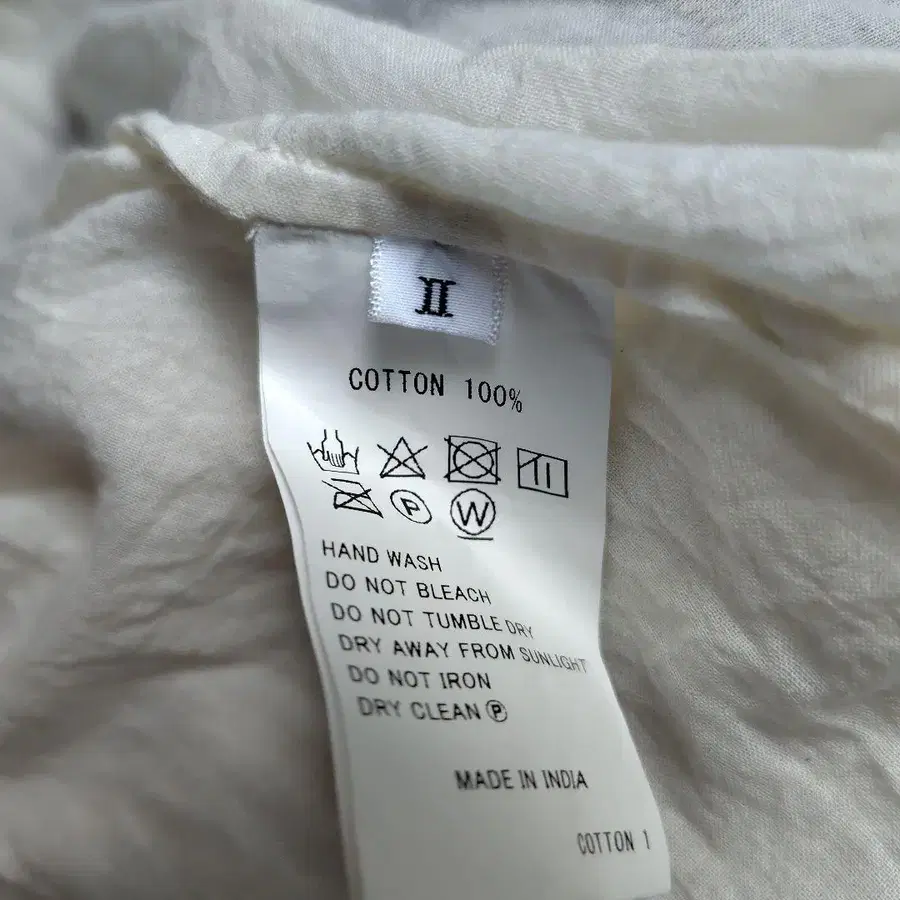 II
COTTON 100%
P W
HAND WASH
DO NOT BLEACH
DO NOT TUMBLE DRY
DRY AWAY FROM SUNLIGHT
DO NOT IRON
DRY CLEAN Ⓟ
MADE IN INDIA
COTTON 1